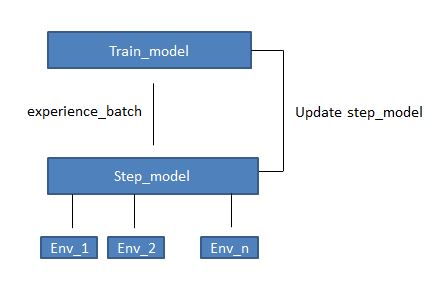 Train_model
experience_batch
Update step_model
Step_model
Env_1
Env_2
Env_n